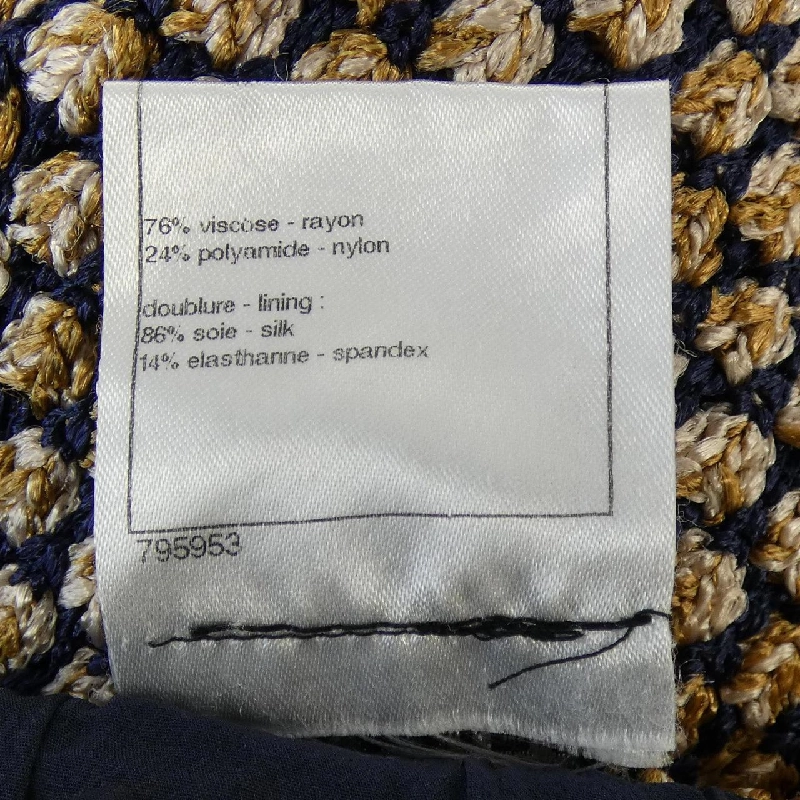 76% viscose - rayon
24% polyamide - nylon
doublure - lining :
86% soie - silk
14% elasthanne - spandex
795953